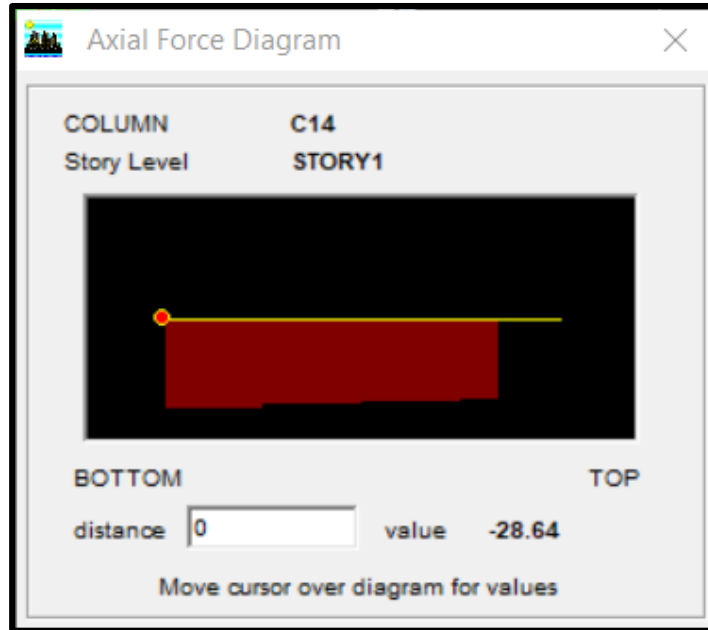 Axial Force Diagram
COLUMN C14
Story Level STORY1
BOTTOM TOP
distance 0 value -28.64
Move cursor over diagram for values